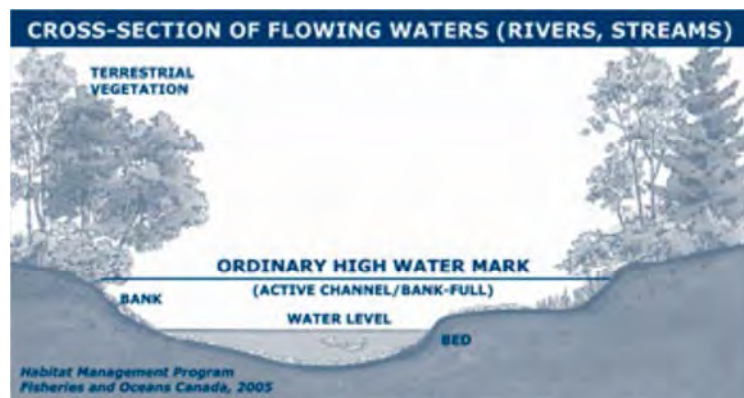 CROSS-SECTION OF FLOWING WATERS (RIVERS, STREAMS)
TERRESTRIAL
VEGETATION
ORDINARY HIGH WATER MARK
(ACTIVE CHANNEL/BANK-FULL)
BANK
WATER LEVEL
BED
Habitat Management Program
Fisheries and Oceans Canada, 2005